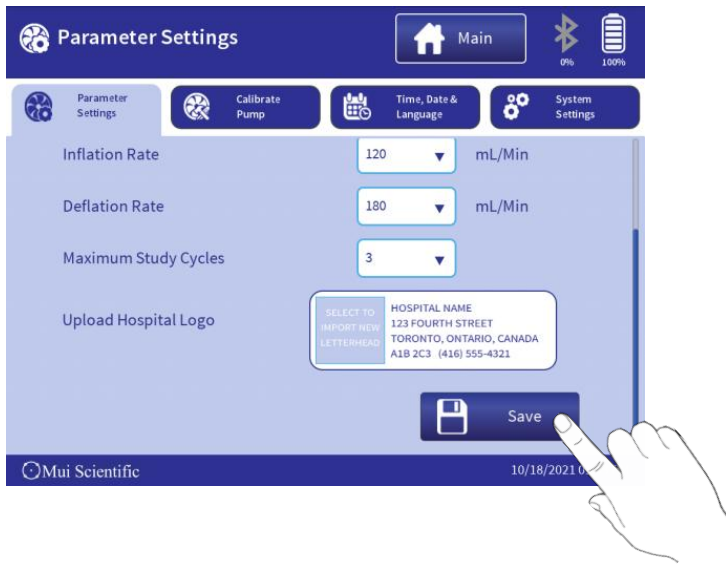 Parameter Settings
Main
0%
100%
Parameter
Settings
Calibrate
Pump
Time, Date &
Language
System
Settings
Inflation Rate 120 mL/Min
Deflation Rate 180 mL/Min
Maximum Study Cycles 3
Upload Hospital Logo
SELECT TO
IMPORT NEW
LETTERHEAD
HOSPITAL NAME
123 FOURTH STREET
TORONTO, ONTARIO, CANADA
A1B 2C3 (416) 555-4321
Save
Mui Scientific
10/18/2021